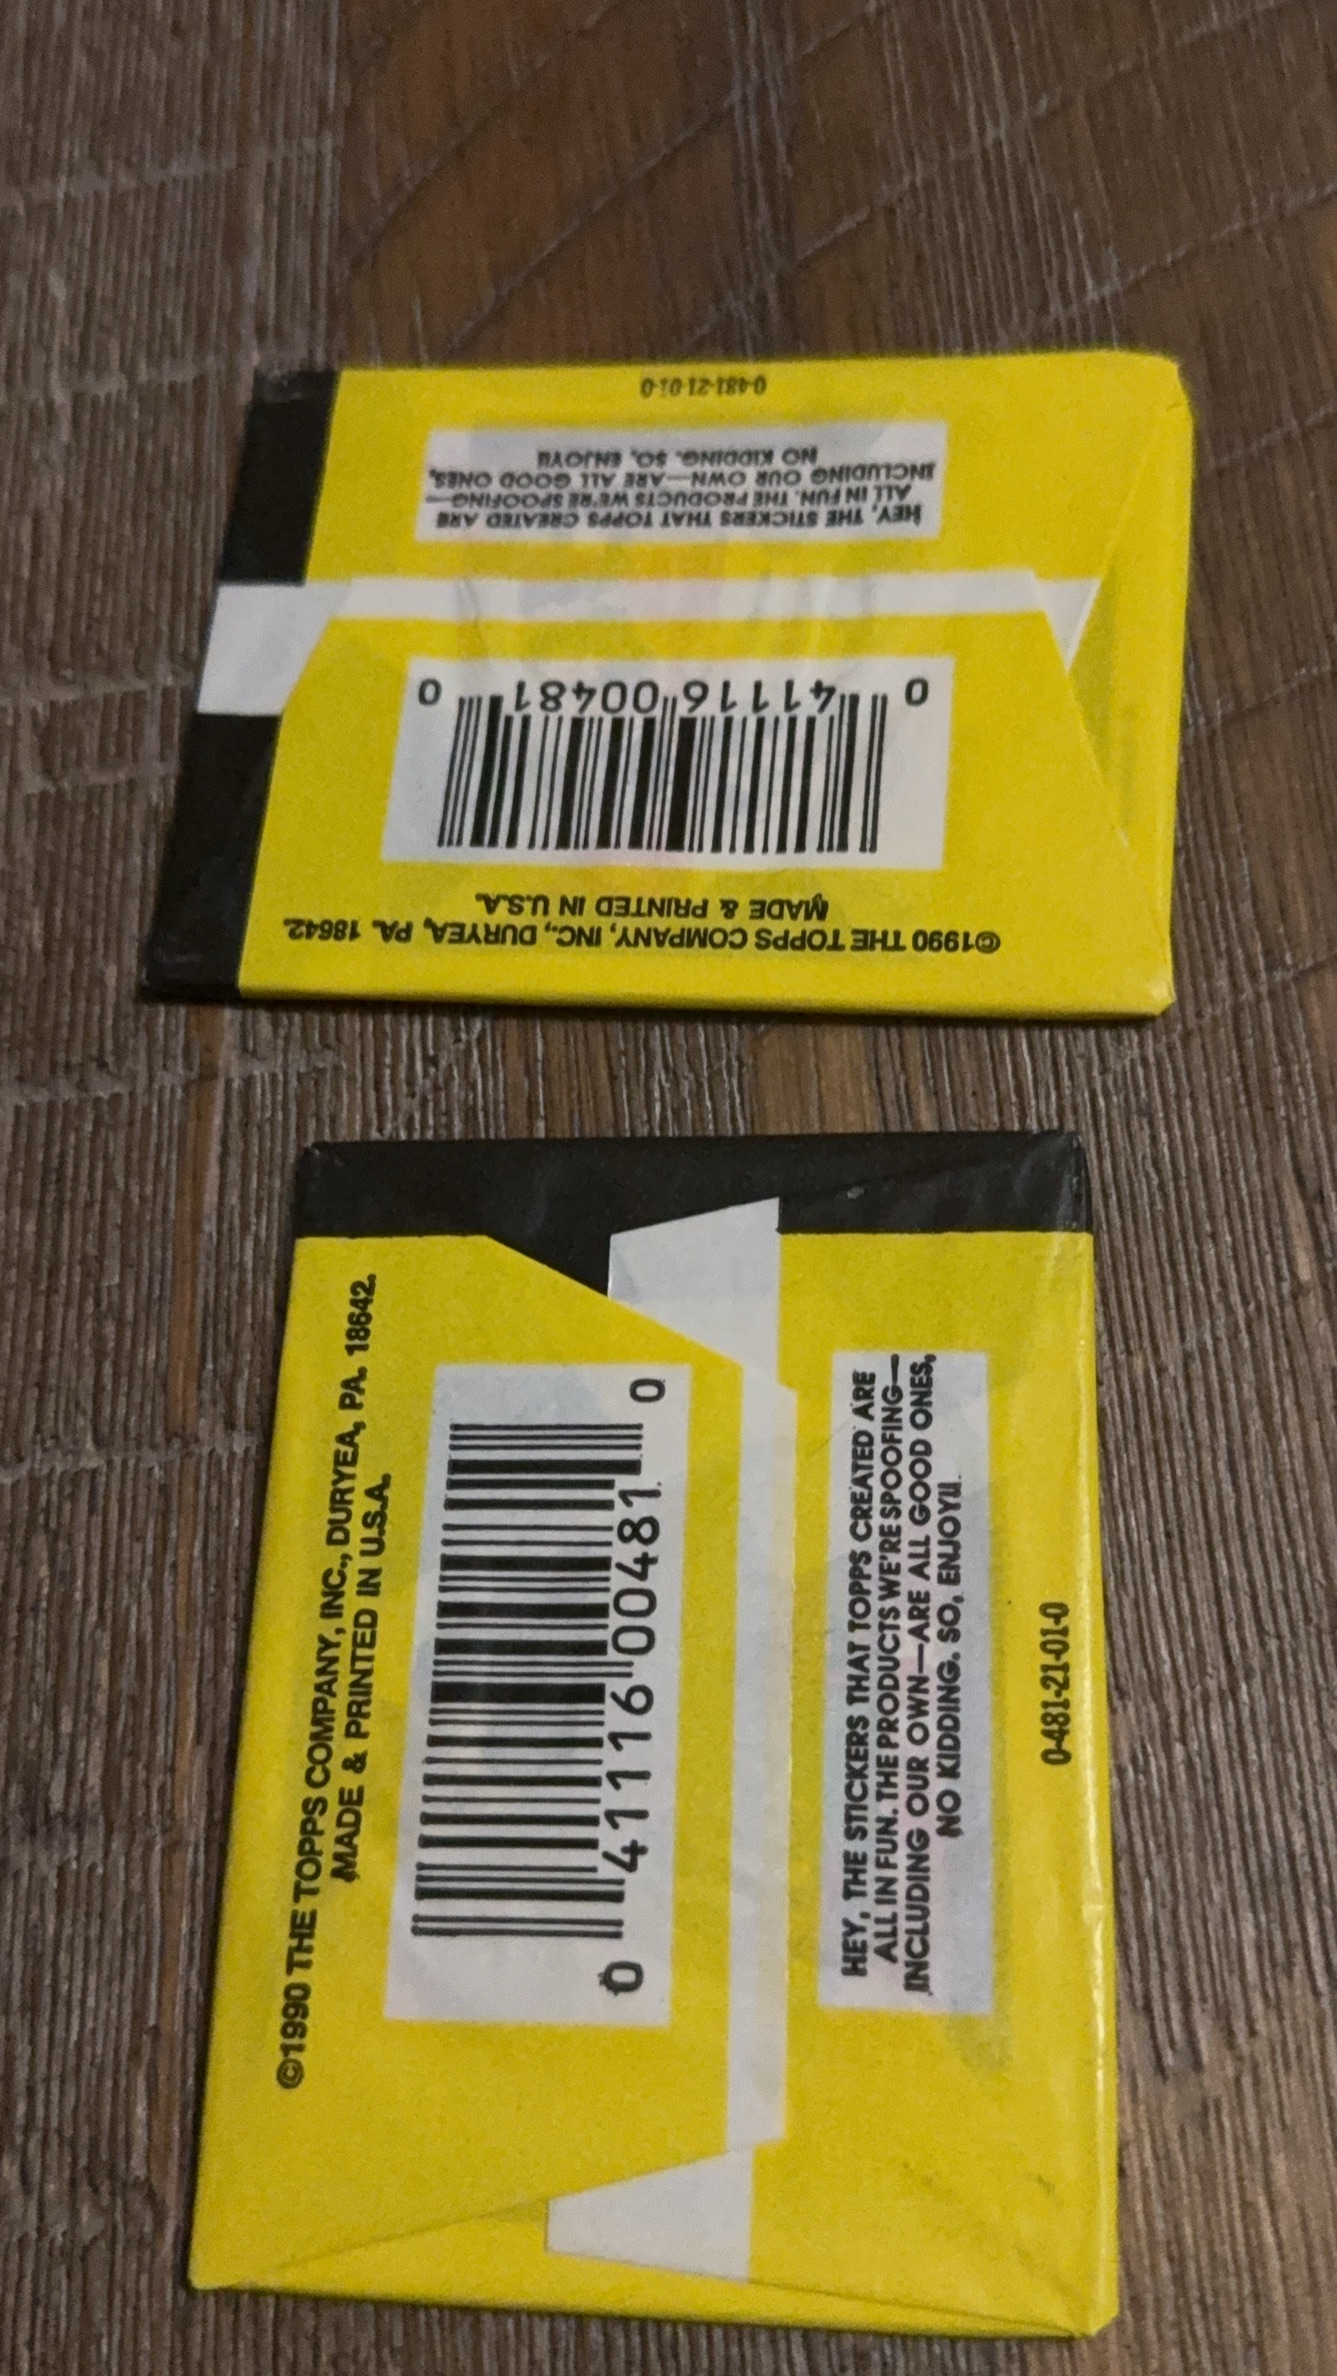 0-481-21-01-0
HEY, THE STICKERS THAT TOPPS CREATED ARE
ALL IN FUN. THE PRODUCTS WE'RE SPOOFING—
INCLUDING OUR OWN—ARE ALL GOOD ONES,
NO KIDDING. SO, ENJOY!!
0 41116 00481 0
©1990 THE TOPPS COMPANY, INC., DURYEA, PA. 18642.
MADE & PRINTED IN U.S.A.
©1990 THE TOPPS COMPANY, INC., DURYEA, PA. 18642.
MADE & PRINTED IN U.S.A.
0 41116 00481 0
HEY, THE STICKERS THAT TOPPS CREATED ARE
ALL IN FUN. THE PRODUCTS WE'RE SPOOFING—
INCLUDING OUR OWN—ARE ALL GOOD ONES,
NO KIDDING. SO, ENJOY!!
0-481-21-01-0